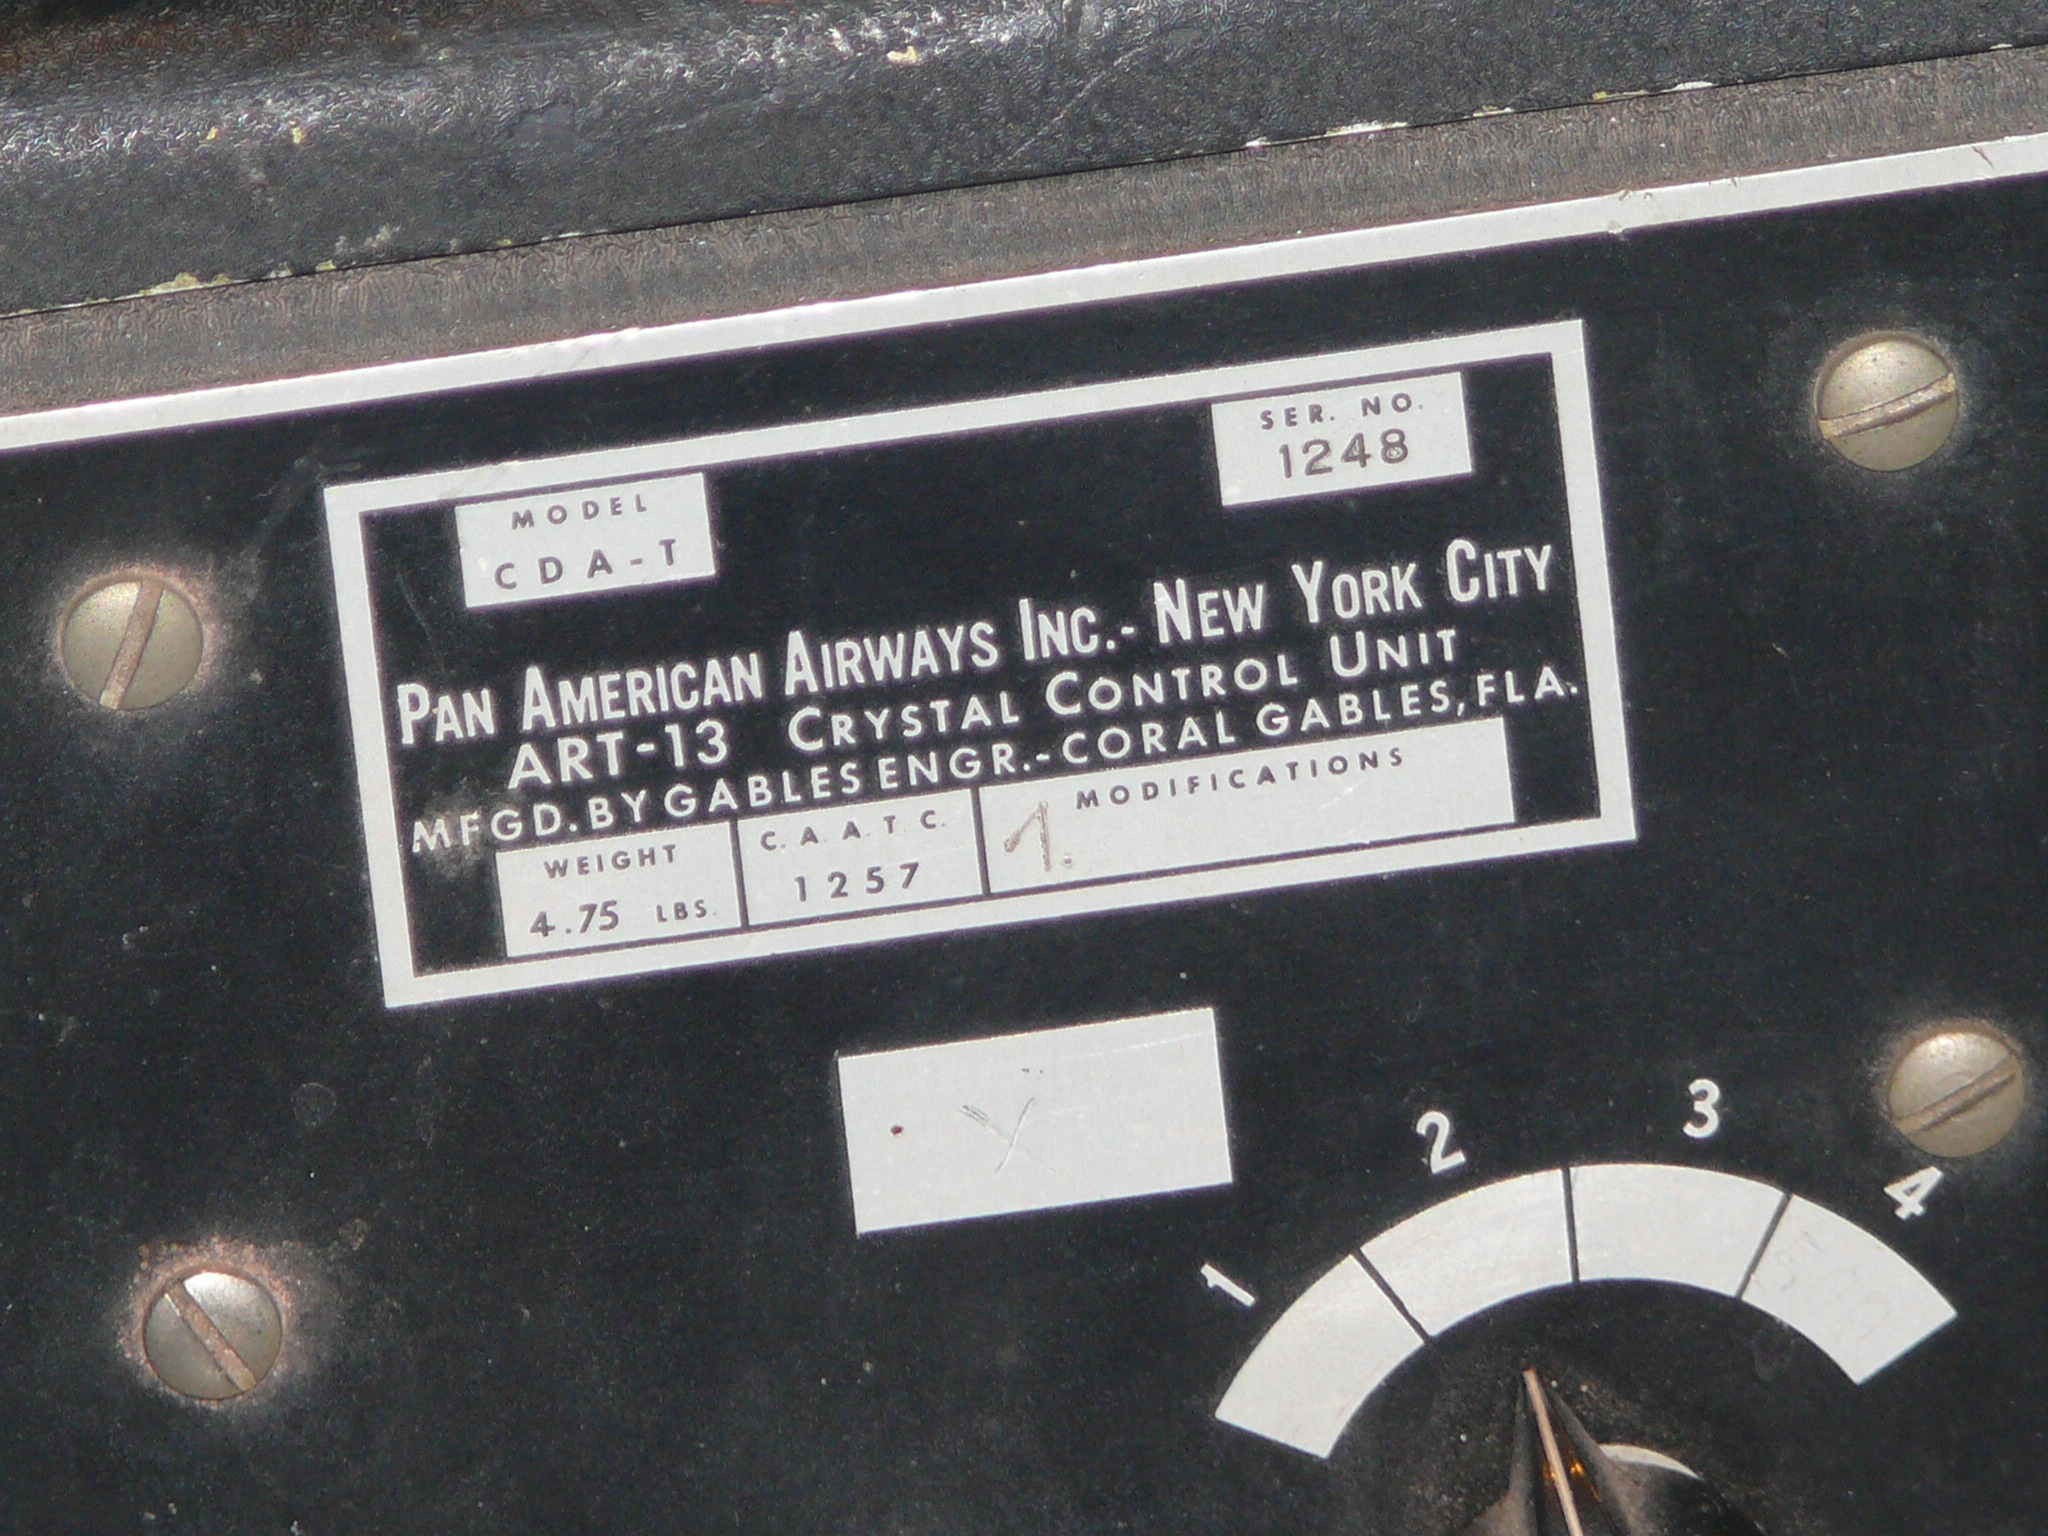 MODEL
CDA-T
SER. NO.
1248
PAN AMERICAN AIRWAYS INC.- NEW YORK CITY
ART-13 CRYSTAL CONTROL UNIT
MFGD. BY GABLES ENGR.-CORAL GABLES, FLA.
WEIGHT
4.75 LBS.
C. A. A. T. C.
1257
MODIFICATIONS
1.
X
1
2
3
4